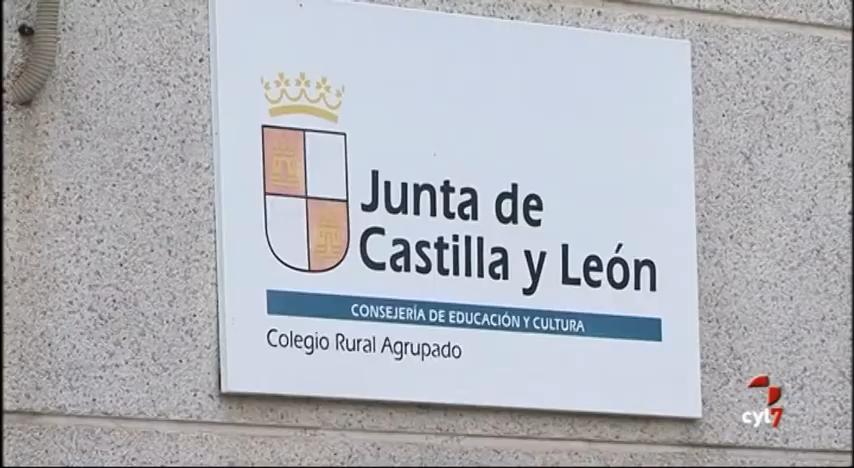 Junta de
Castilla y León
CONSEJERÍA DE EDUCACIÓN Y CULTURA
Colegio Rural Agrupado
cyl7